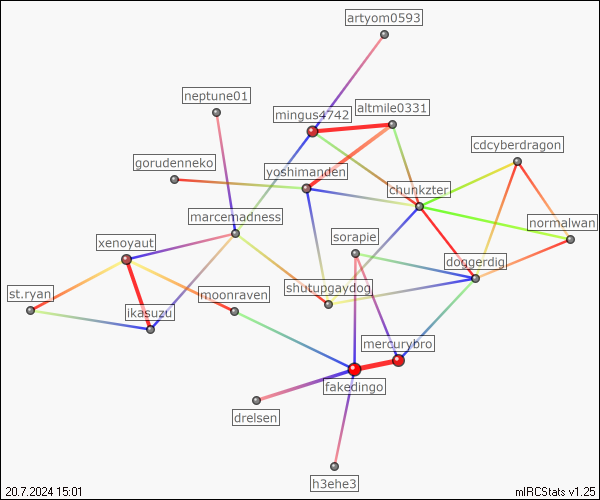 artyom0593
neptune01
altmile0331
mingus4742
cdcyberdragon
gorudenneko
yoshimanden
chunkzter
marcemadness
normalwan
sorapie
xenoyaut
doggerdig
shutupgaydog
st.ryan
moonraven
ikasuzu
mercurybro
fakedingo
drelsen
h3ehe3
20.7.2024 15:01
mIRCStats v1.25